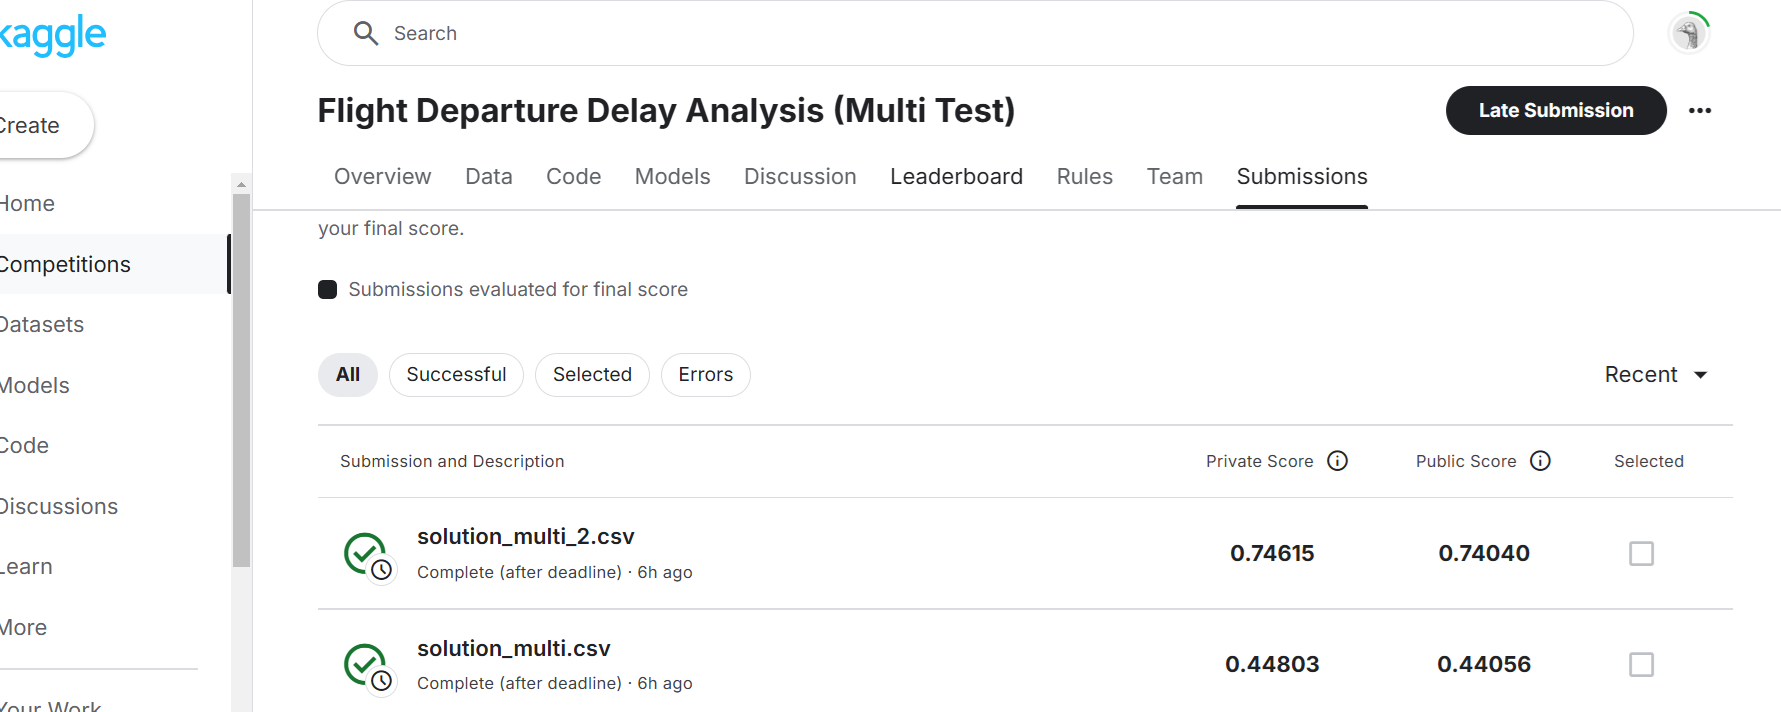 kaggle
Search
Create
Flight Departure Delay Analysis (Multi Test)
Late Submission
Overview Data Code Models Discussion Leaderboard Rules Team Submissions
Home
your final score.
Competitions
Submissions evaluated for final score
Datasets
All Successful Selected Errors
Recent
Models
Code
Submission and Description Private Score Public Score Selected
Discussions
solution_multi_2.csv
0.74615 0.74040
Complete (after deadline) · 6h ago
Learn
More
solution_multi.csv
0.44803 0.44056
Complete (after deadline) · 6h ago
Your Work